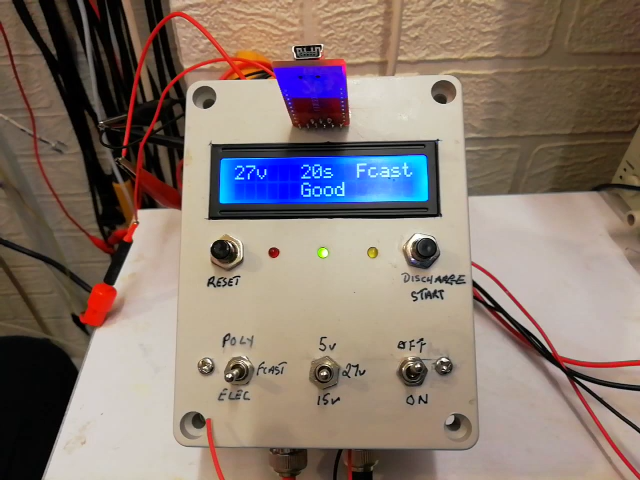 27v 20s Fcast
Good
RESET
DISCHARGE
START
POLY
FCAST
ELEC
5v
27v
15v
OFF
ON